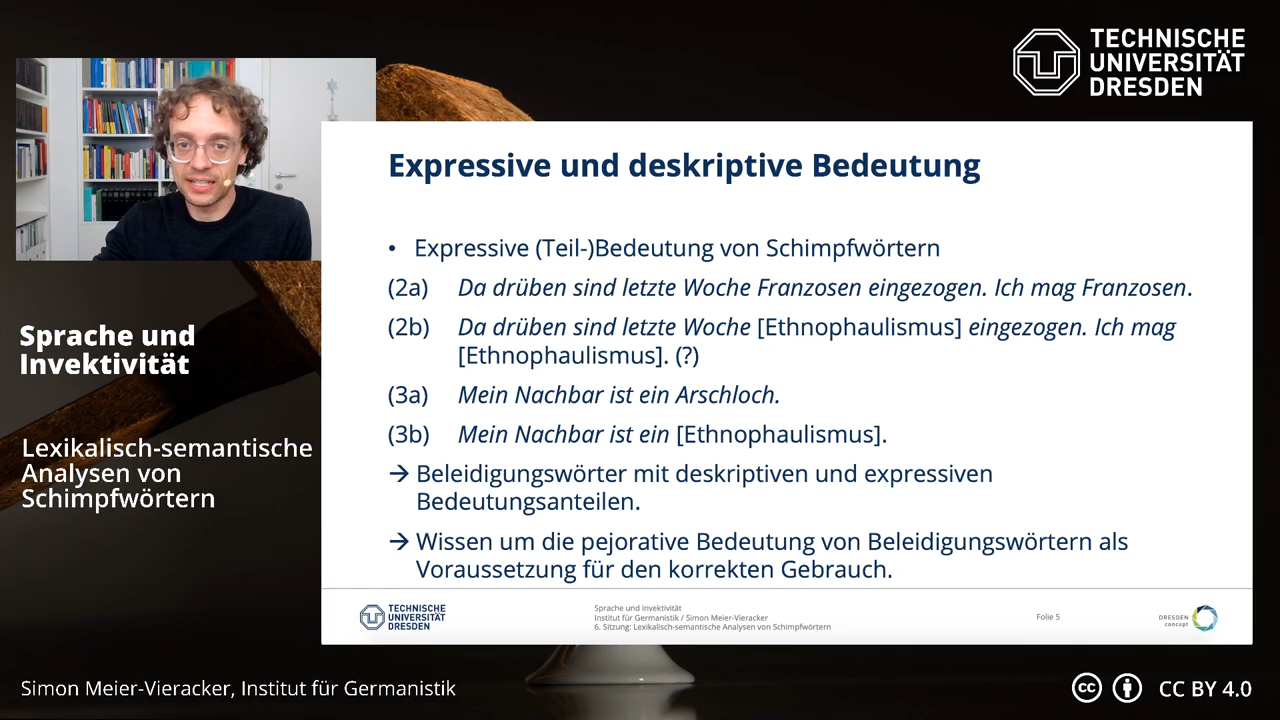 TECHNISCHE
UNIVERSITÄT
DRESDEN
Expressive und deskriptive Bedeutung
• Expressive (Teil-)Bedeutung von Schimpfwörtern
(2a) Da drüben sind letzte Woche Franzosen eingezogen. Ich mag Franzosen.
(2b) Da drüben sind letzte Woche [Ethnophaulismus] eingezogen. Ich mag
[Ethnophaulismus]. (?)
(3a) Mein Nachbar ist ein Arschloch.
(3b) Mein Nachbar ist ein [Ethnophaulismus].
→ Beleidigungswörter mit deskriptiven und expressiven
Bedeutungsanteilen.
→ Wissen um die pejorative Bedeutung von Beleidigungswörtern als
Voraussetzung für den korrekten Gebrauch.
TECHNISCHE
UNIVERSITÄT
DRESDEN
Sprache und Invektivität
Institut für Germanistik / Simon Meier-Vieracker
6. Sitzung: Lexikalisch-semantische Analysen von Schimpfwörtern
Folie 5
DRESDEN
concept
Sprache und
Invektivität
Lexikalisch-semantische
Analysen von
Schimpfwörtern
Simon Meier-Vieracker, Institut für Germanistik
cc
CC BY 4.0